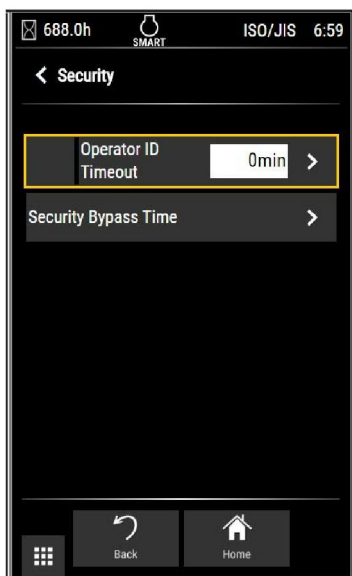 688.0h
SMART
ISO/JIS 6:59
Security
Operator ID
Timeout
0min
Security Bypass Time
Back
Home